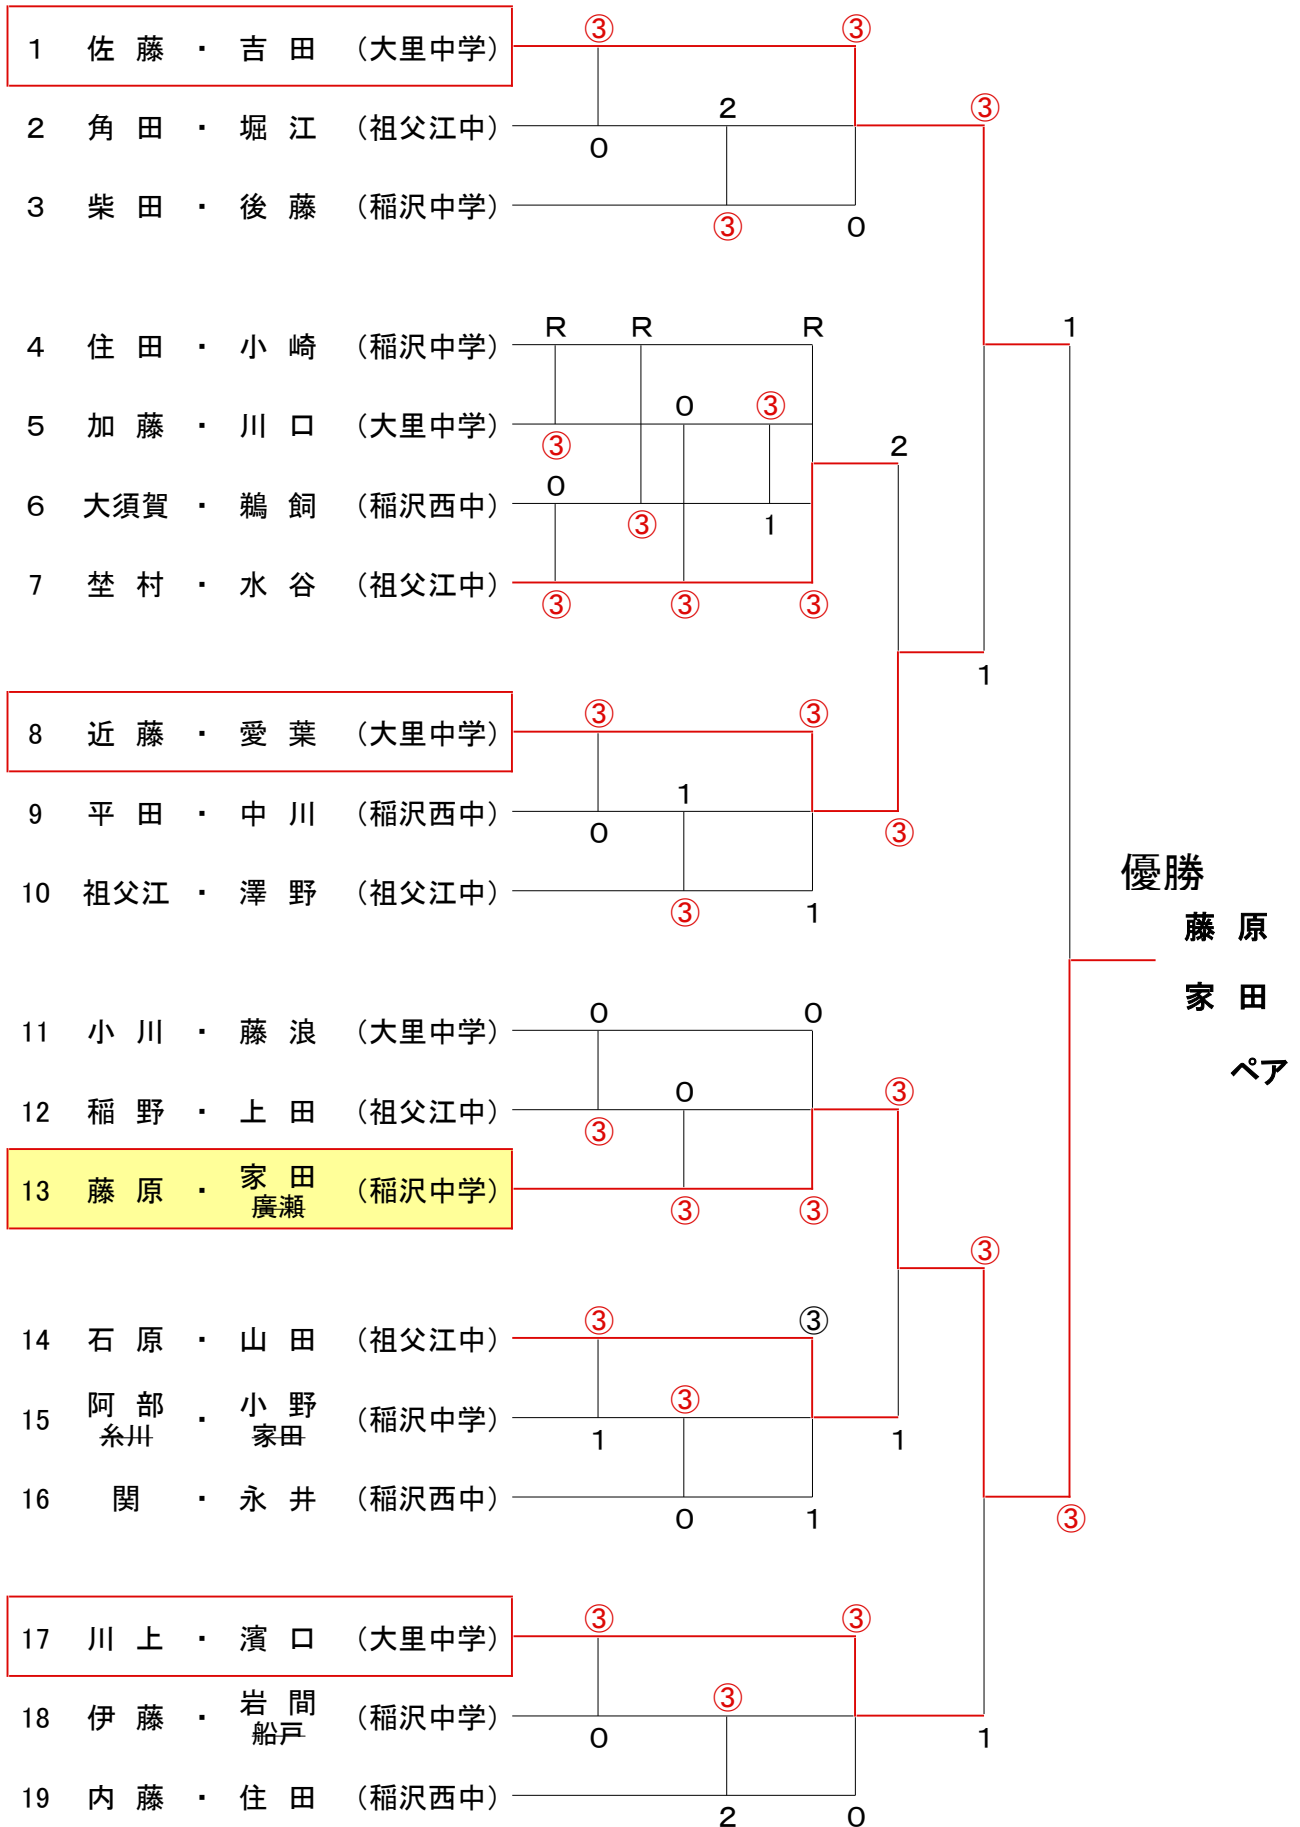 ③ ③
1 佐藤・吉田（大里中学）
2 ③
2 角田・堀江（祖父江中）
0
3 柴田・後藤（稲沢中学）
③ 0
R R R 1
4 住田・小崎（稲沢中学）
0 ③
5 加藤・川口（大里中学）
③ 2
0
6 大須賀・鵜飼（稲沢西中）
③ 1
7 埜村・水谷（祖父江中）
③ ③ ③
1
③ ③
8 近藤・愛葉（大里中学）
1
9 平田・中川（稲沢西中）
0 ③
優勝
10 祖父江・澤野（祖父江中）
③ 1
藤原
家田
ペア
0 0
11 小川・藤浪（大里中学）
0 ③
12 稲野・上田（祖父江中）
③
13 藤原・家田（稲沢中学）
廣瀬
③ ③
③
③ ③
14 石原・山田（祖父江中）
③
15 阿部・小野（稲沢中学）
糸川 家田
1 1
16 関・永井（稲沢西中）
0 1 ③
③ ③
17 川上・濱口（大里中学）
③
18 伊藤・岩間（稲沢中学）
船戸
0 1
19 内藤・住田（稲沢西中）
2 0